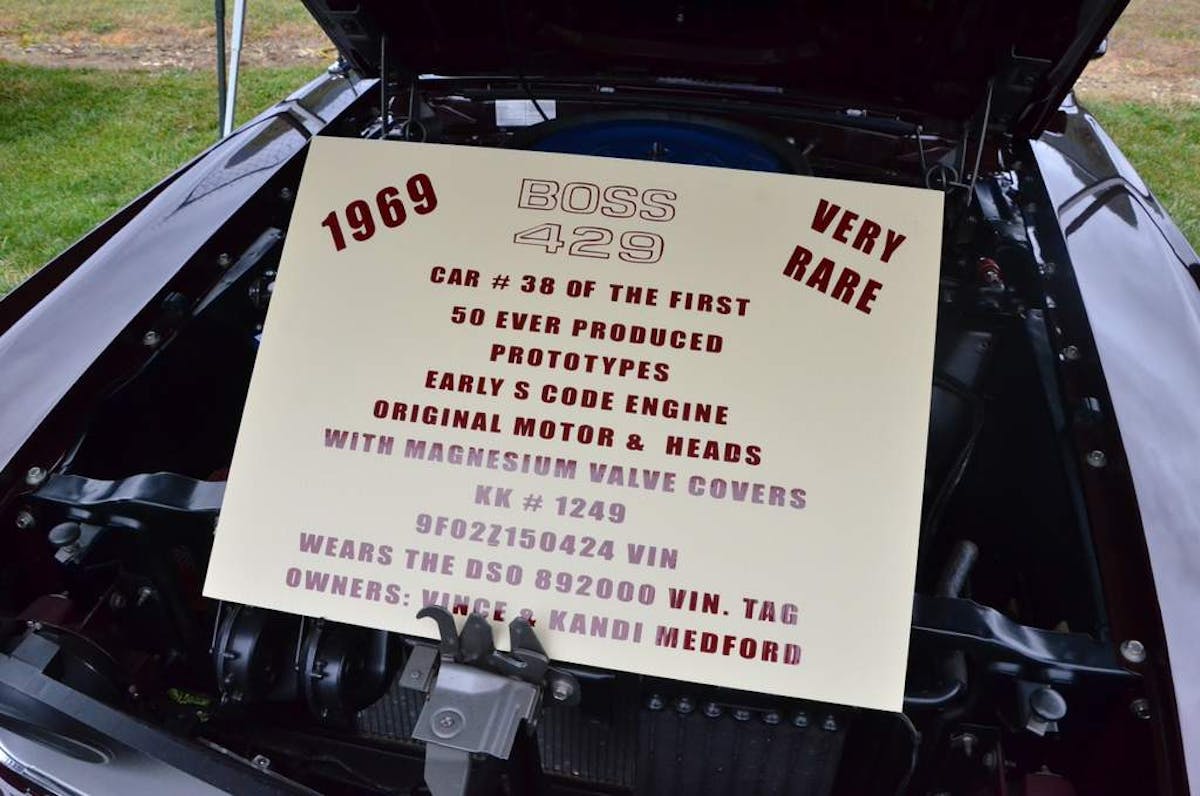 1969
BOSS
429
VERY
RARE
CAR # 38 OF THE FIRST
50 EVER PRODUCED
PROTOTYPES
EARLY S CODE ENGINE
ORIGINAL MOTOR & HEADS
WITH MAGNESIUM VALVE COVERS
KK # 1249
9F02Z150424 VIN
WEARS THE DSO 892000 VIN. TAG
OWNERS: VINCE & KANDI MEDFORD